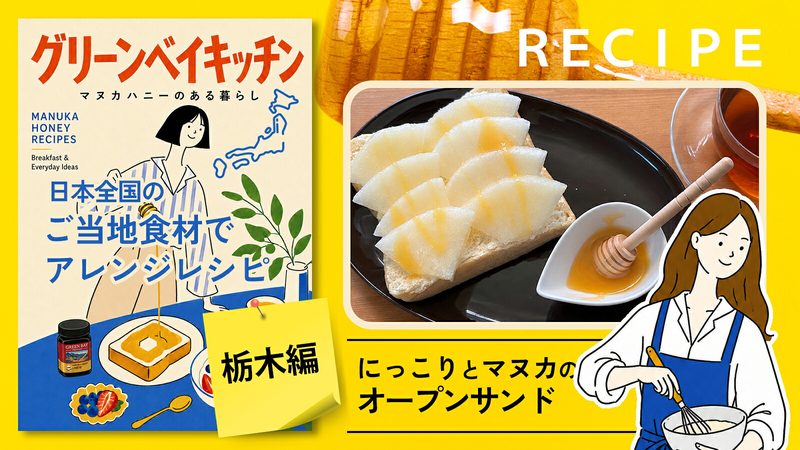 グリーンベイキッチン
マヌカハニーのある暮らし
MANUKA
HONEY
RECIPES
Breakfast &
Everyday Ideas
日本全国の
ご当地食材で
アレンジレシピ
GREEN BAY
栃木編
RECIPE
にっこりとマヌカの
オープンサンド